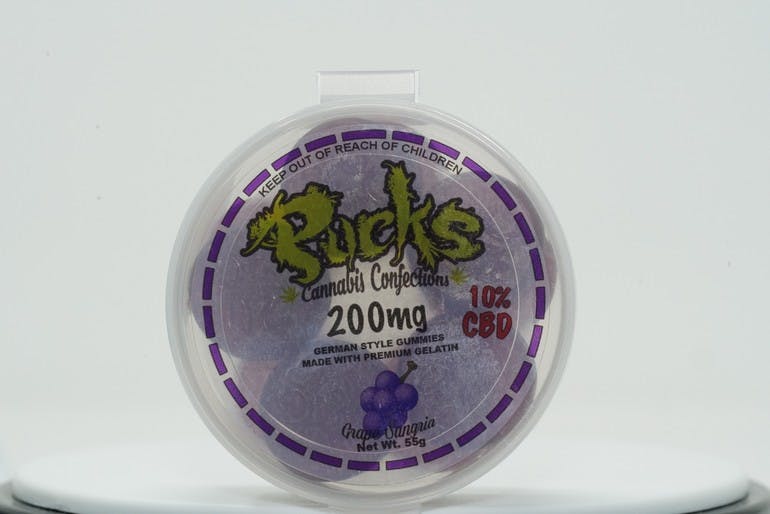 KEEP OUT OF REACH OF CHILDREN
Pucks
Cannabis Confections
200mg
10%
CBD
GERMAN STYLE GUMMIES
MADE WITH PREMIUM GELATIN
Grape Sangria
Net Wt. 55g